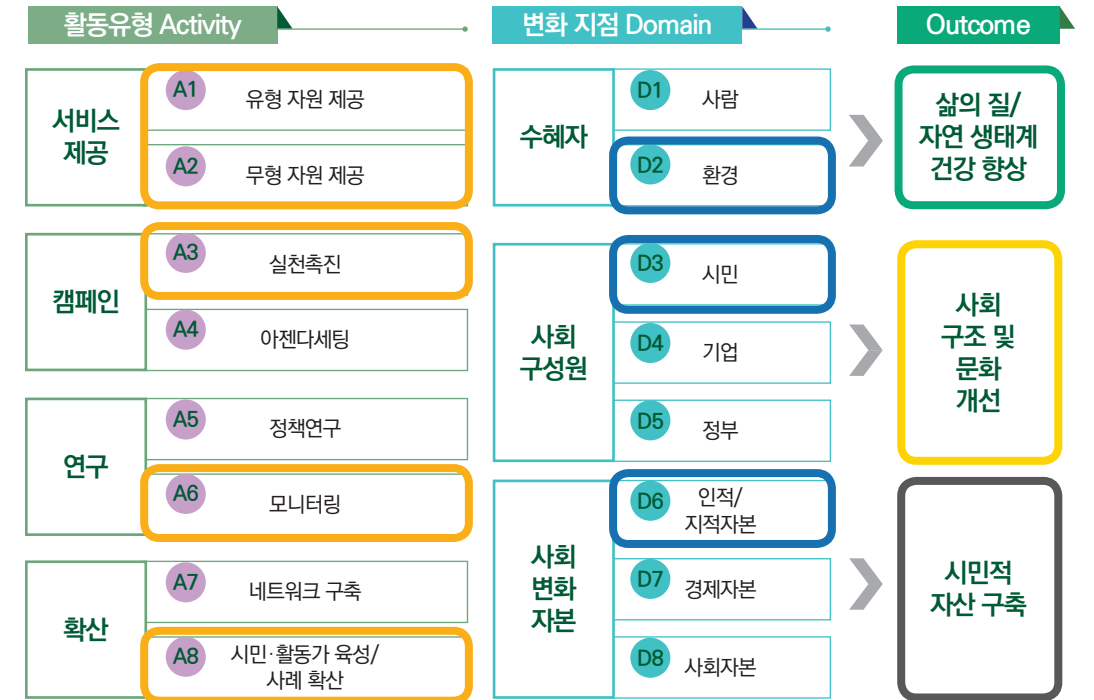 활동유형 Activity
변화 지점 Domain
Outcome
서비스
제공
A1
유형 자원 제공
A2
무형 자원 제공
캠페인
A3
실천촉진
A4
아젠다세팅
연구
A5
정책연구
A6
모니터링
확산
A7
네트워크 구축
A8
시민·활동가 육성/
사례 확산
수혜자
D1
사람
D2
환경
사회
구성원
D3
시민
D4
기업
D5
정부
사회
변화
자본
D6
인적/
지적자본
D7
경제자본
D8
사회자본
삶의 질/
자연 생태계
건강 향상
사회
구조 및
문화
개선
시민적
자산 구축